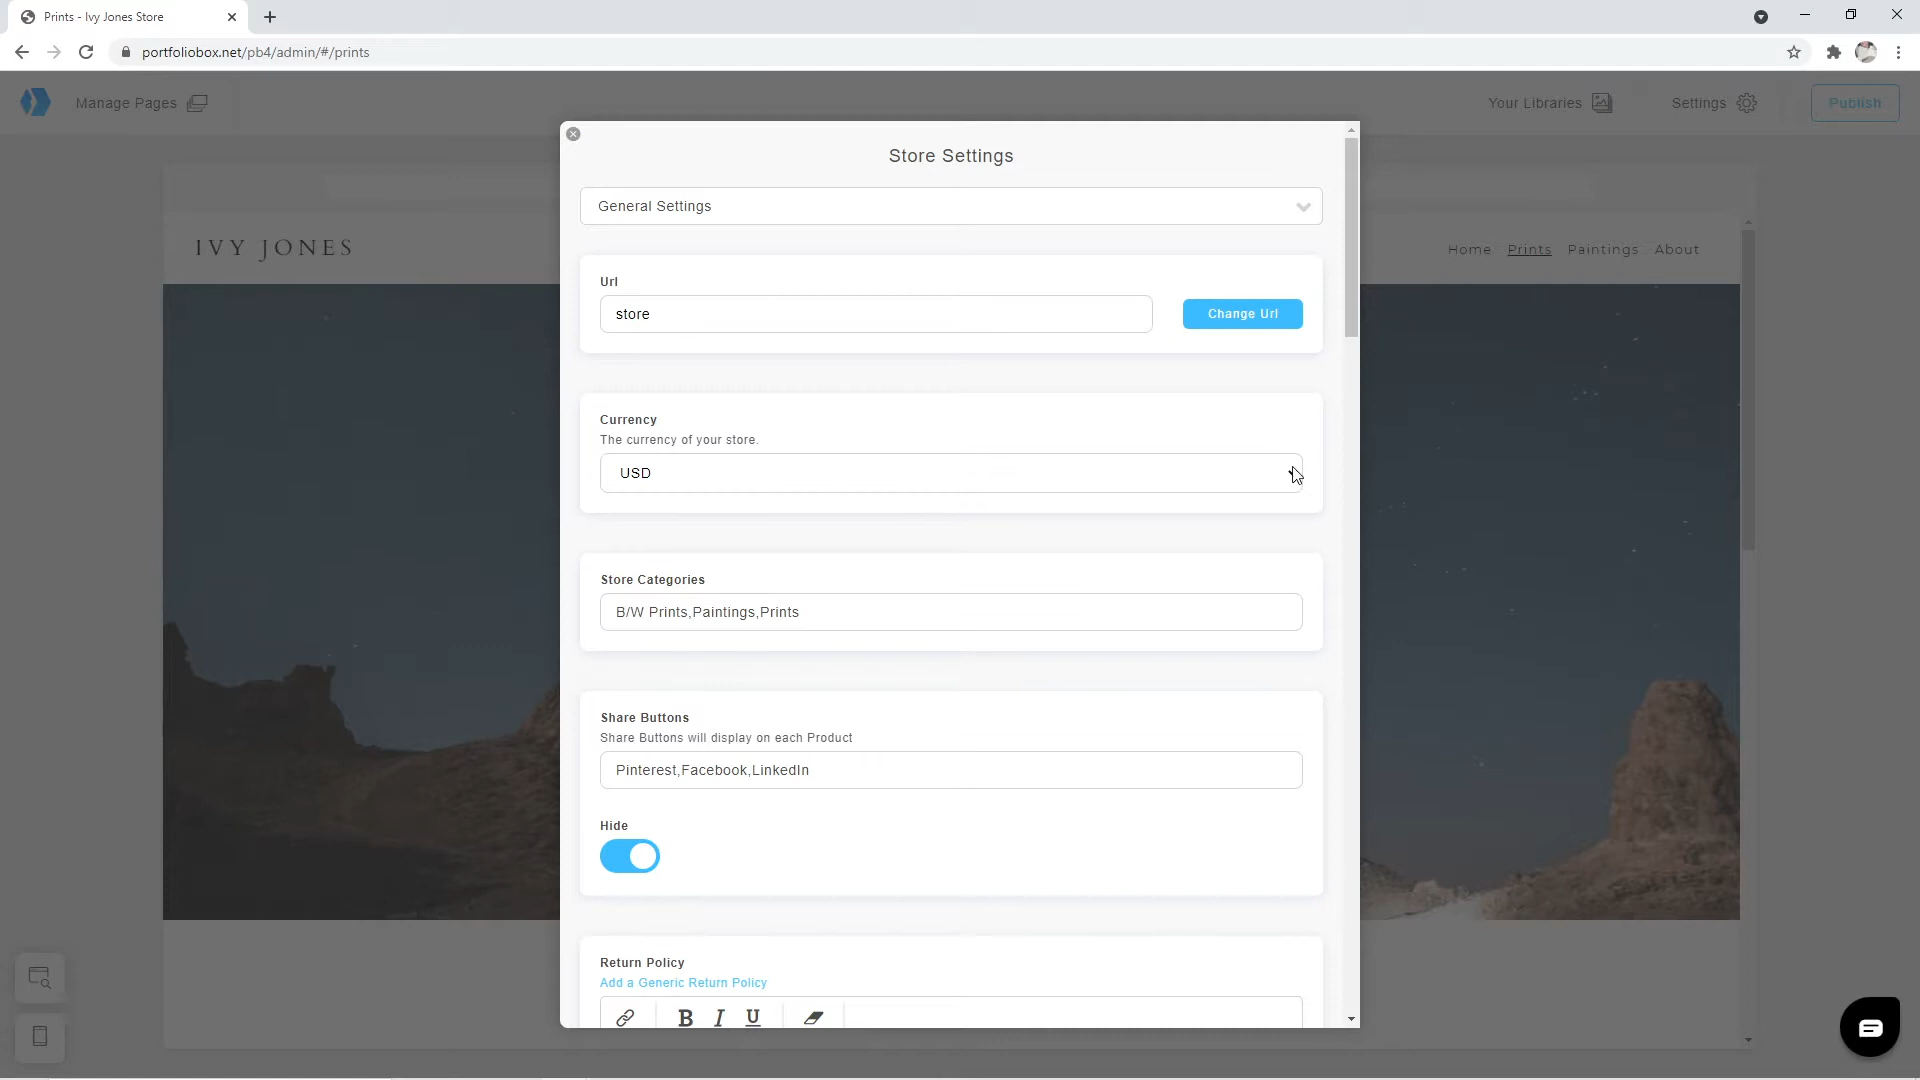 Prints - Ivy Jones Store
portfoliobox.net/pb4/admin/#/prints
Manage Pages
Your Libraries
Settings
Publish
IVY JONES
Home Prints Paintings About
Store Settings
General Settings
Url
store
Change Url
Currency
The currency of your store.
USD
Store Categories
B/W Prints,Paintings,Prints
Share Buttons
Share Buttons will display on each Product
Pinterest,Facebook,LinkedIn
Hide
Return Policy
Add a Generic Return Policy
B I U